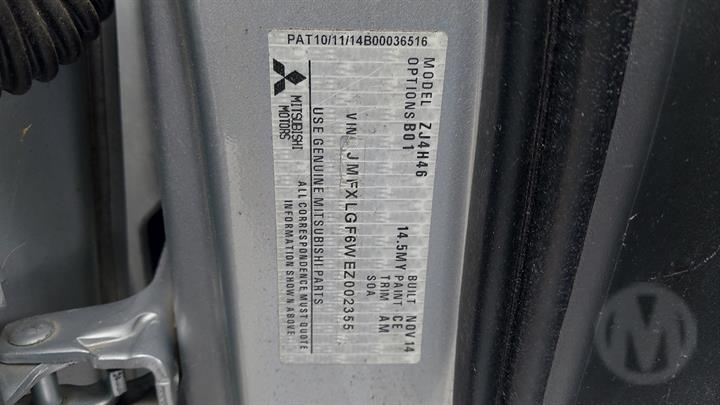 MODEL ZJ4H46
OPTIONS B01
14.5MY
BUILT NOV 14
PAINT CE
TRIM AM
SOA
VIN JMFXLGF6WEZ002355
USE GENUINE MITSUBISHI PARTS
MITSUBISHI
MOTORS
ALL CORRESPONDENCE MUST QUOTE
INFORMATION SHOWN ABOVE
PAT10/11/14B00036516
M